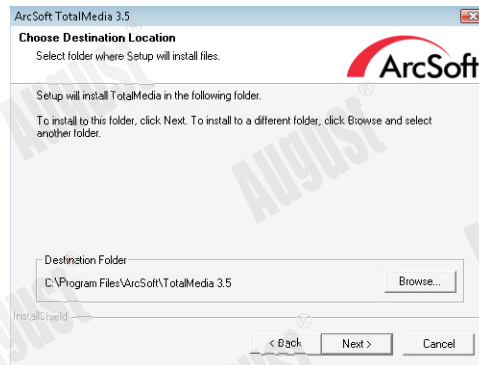 ArcSoft TotalMedia 3.5
Choose Destination Location
Select folder where Setup will install files.
ArcSoft
Setup will install TotalMedia in the following folder.
To install to this folder, click Next. To install to a different folder, click Browse and select
another folder.
Destination Folder
C:\Program Files\ArcSoft\TotalMedia 3.5
Browse...
InstallShield
< Back
Next >
Cancel
August®
August®
August®
August
August